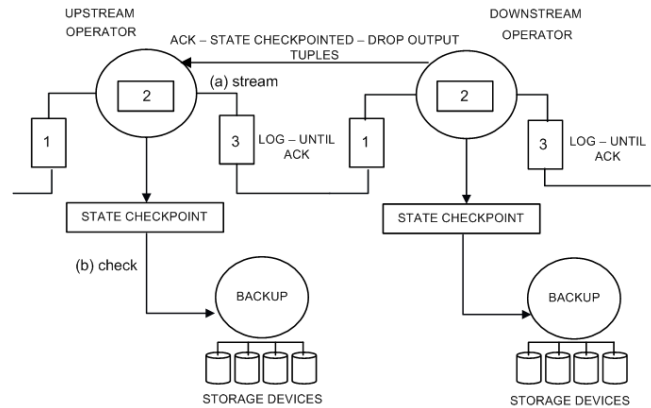 UPSTREAM
OPERATOR
DOWNSTREAM
OPERATOR
ACK – STATE CHECKPOINTED – DROP OUTPUT
TUPLES
(a) stream
2
2
1
3
LOG – UNTIL
ACK
1
3
LOG – UNTIL
ACK
STATE CHECKPOINT
STATE CHECKPOINT
(b) check
BACKUP
BACKUP
STORAGE DEVICES
STORAGE DEVICES